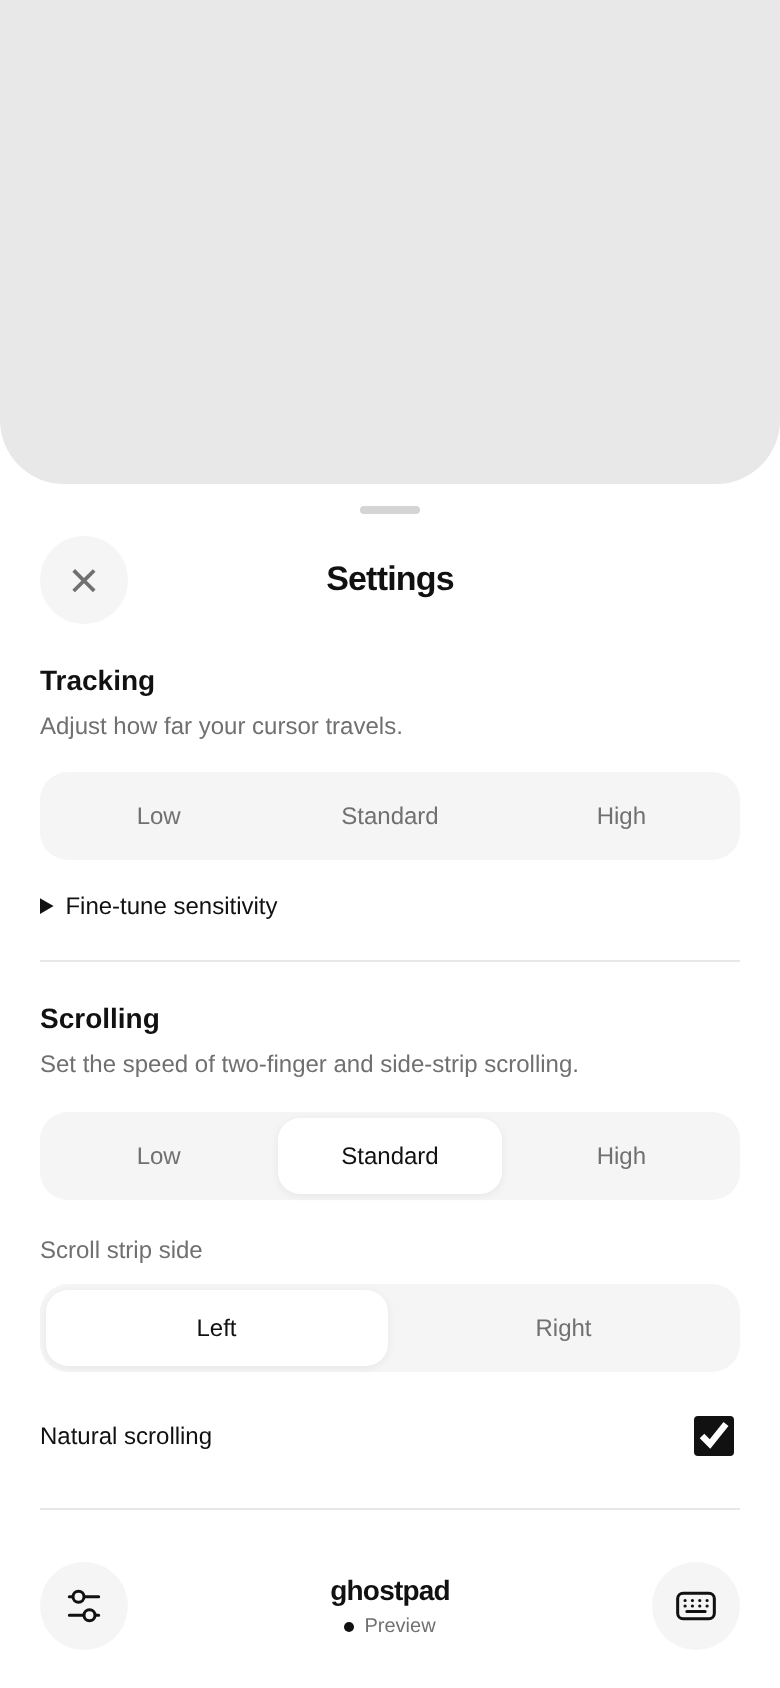 Settings
Tracking
Adjust how far your cursor travels.
Low Standard High
Fine-tune sensitivity
Scrolling
Set the speed of two-finger and side-strip scrolling.
Low Standard High
Scroll strip side
Left Right
Natural scrolling
ghostpad
Preview